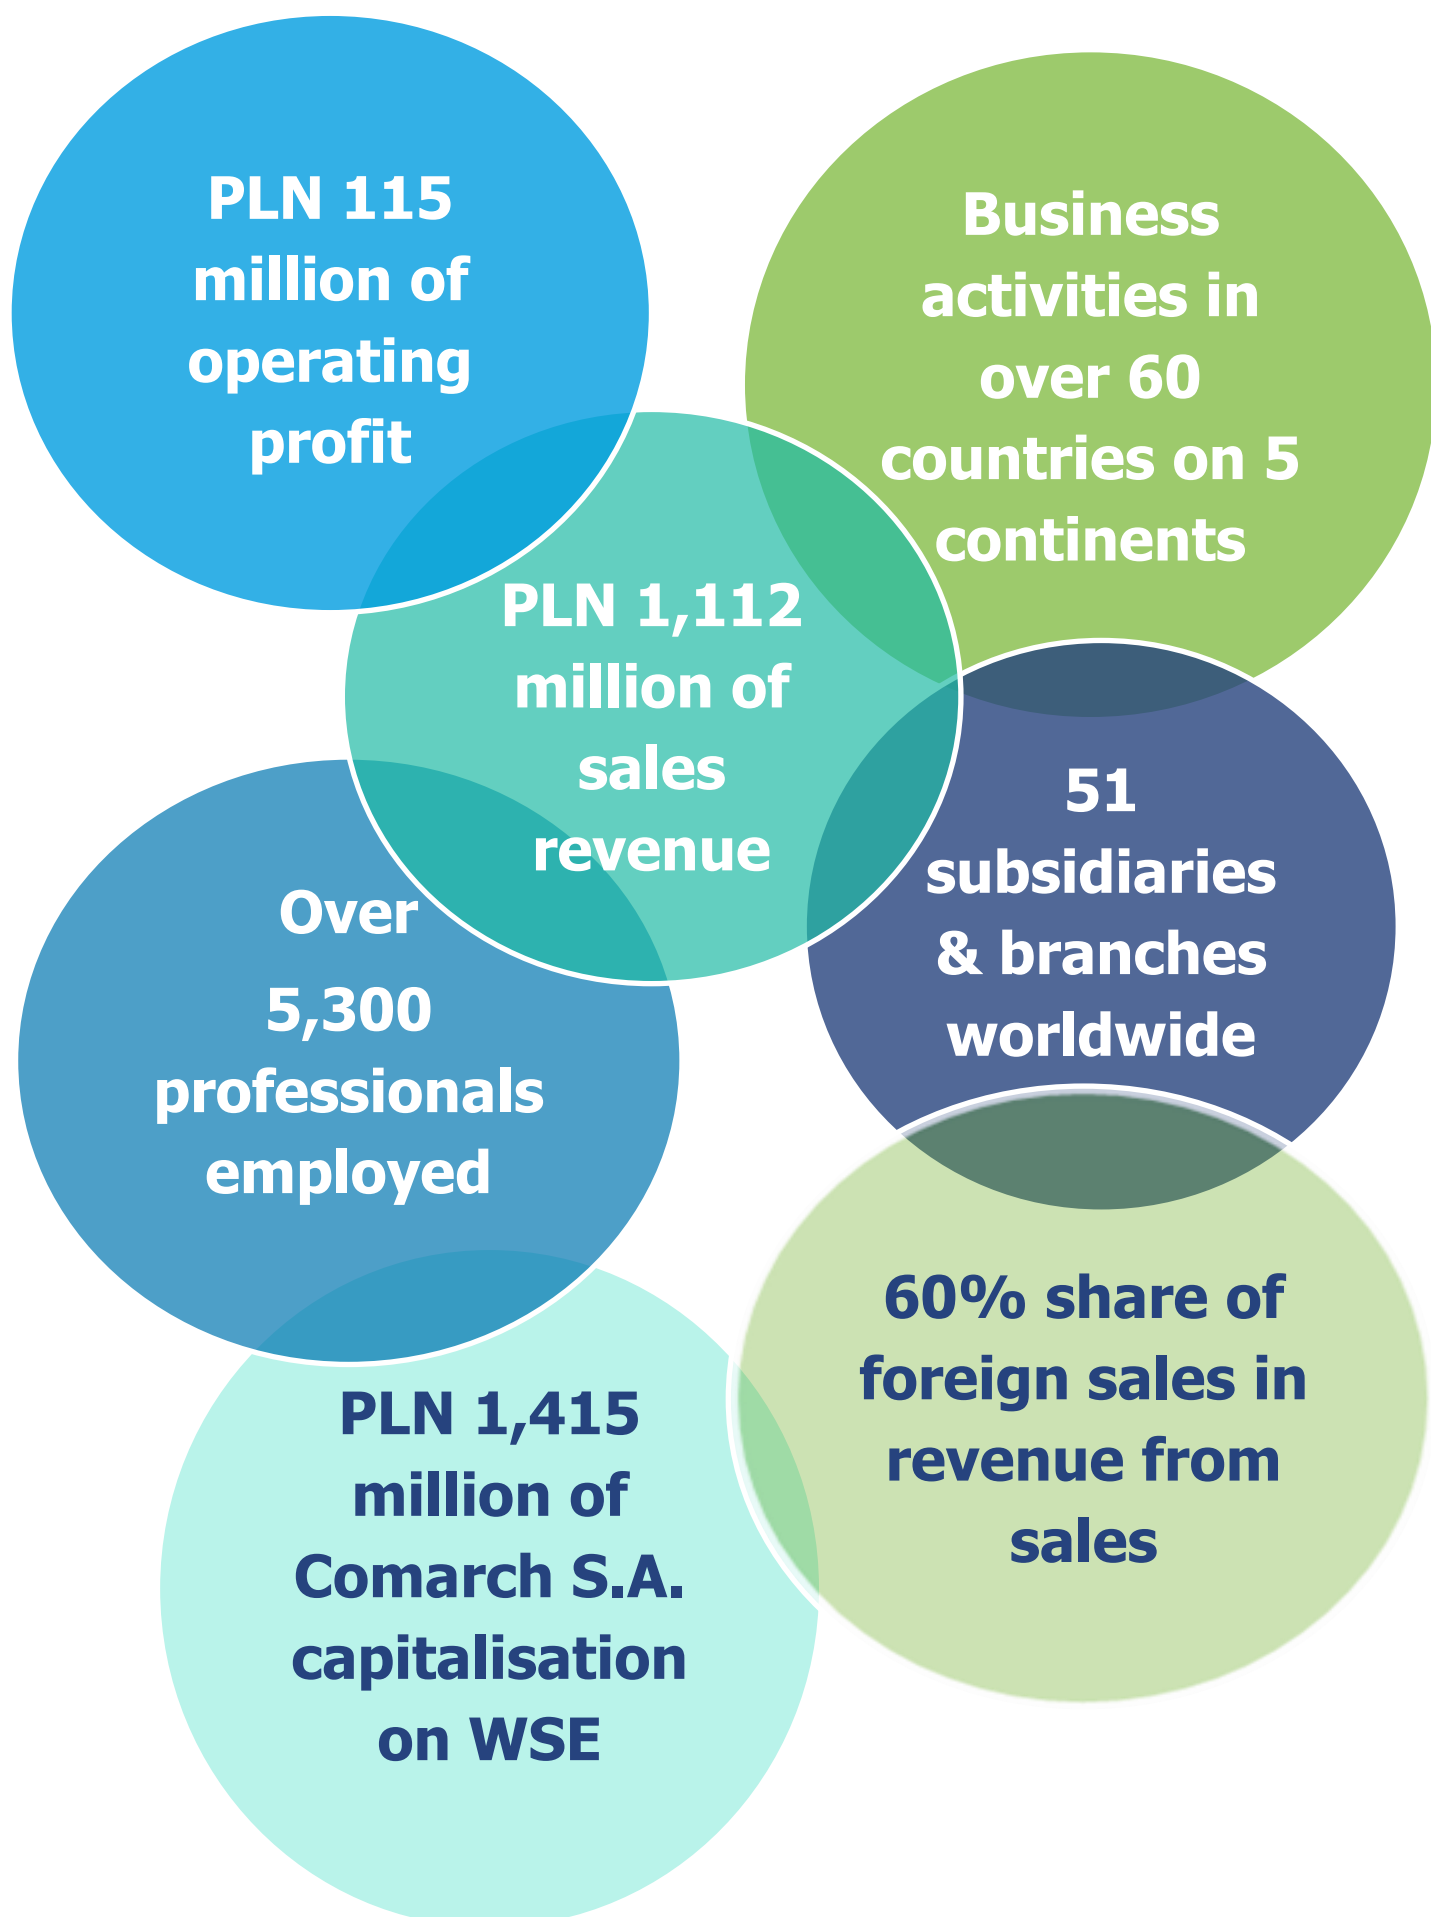 PLN 115
million of
operating
profit
Business
activities in
over 60
countries on 5
continents
PLN 1,112
million of
sales
revenue
51
subsidiaries
& branches
worldwide
Over
5,300
professionals
employed
60% share of
foreign sales in
revenue from
sales
PLN 1,415
million of
Comarch S.A.
capitalisation
on WSE